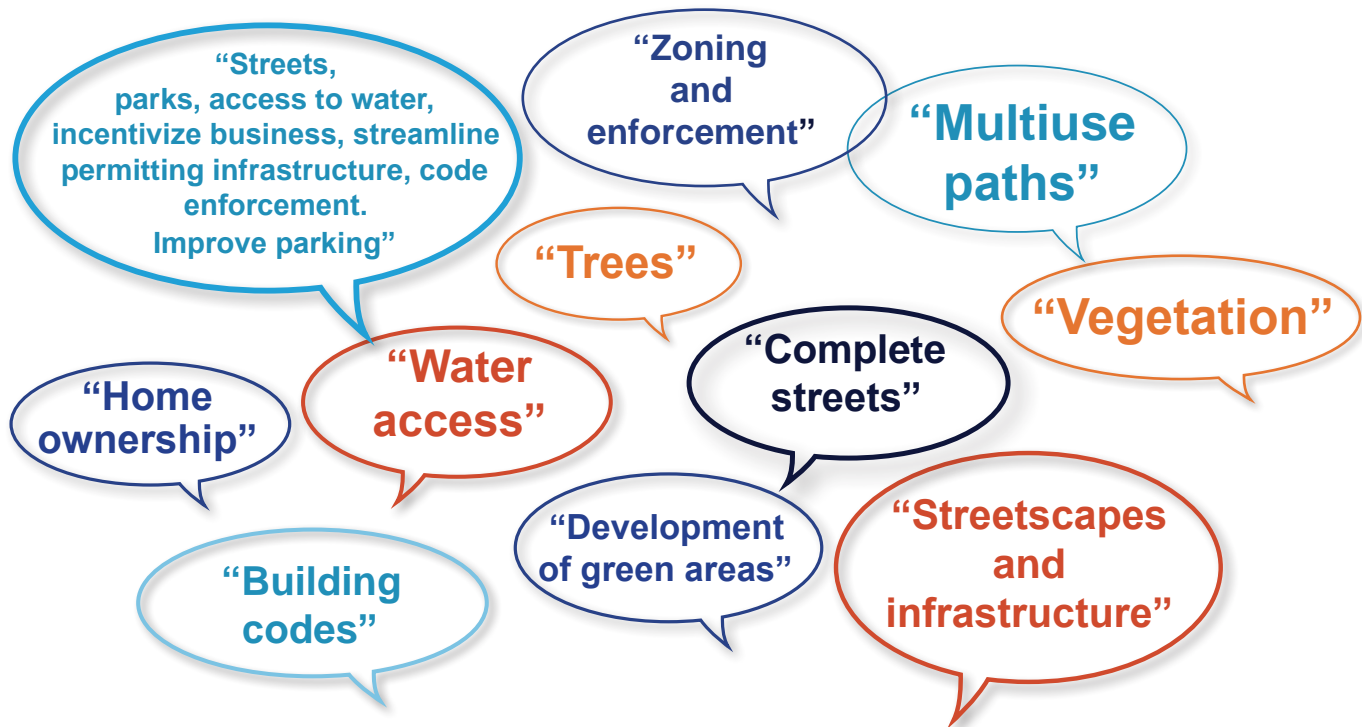 “Streets,
parks, access to water,
incentivize business, streamline
permitting infrastructure, code
enforcement.
Improve parking”
“Zoning
and
enforcement”
“Multiuse
paths”
“Trees”
“Vegetation”
“Water
access”
“Complete
streets”
“Home
ownership”
“Development
of green areas”
“Streetscapes
and
infrastructure”
“Building
codes”